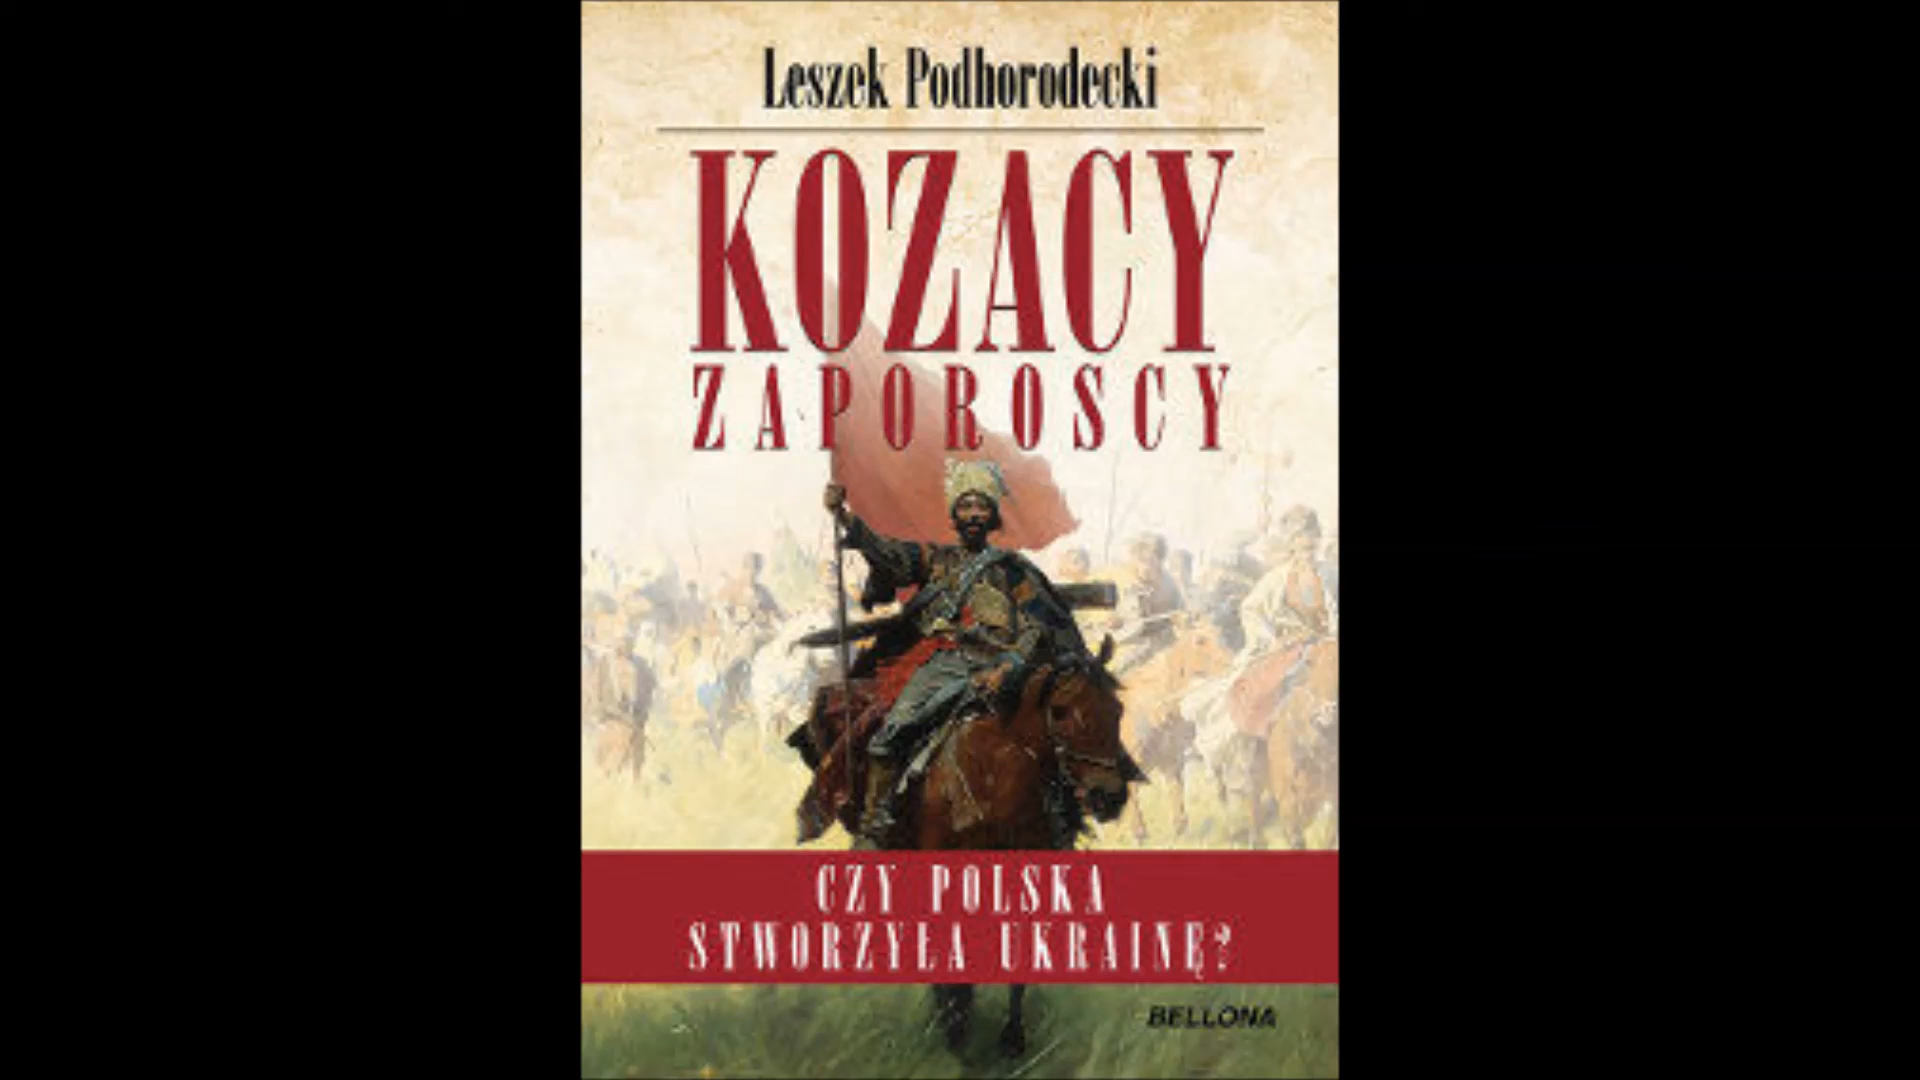 Leszek Podhorodecki
KOZACY
ZAPOROSCY
CZY POLSKA
STWORZYŁA UKRAINĘ?
BELLONA